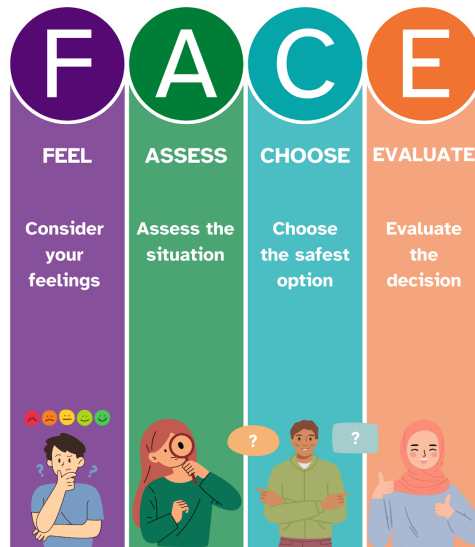 F A C E
FEEL
Consider
your
feelings
ASSESS
Assess the
situation
CHOOSE
Choose
the safest
option
EVALUATE
Evaluate
the
decision
? ?
? ?